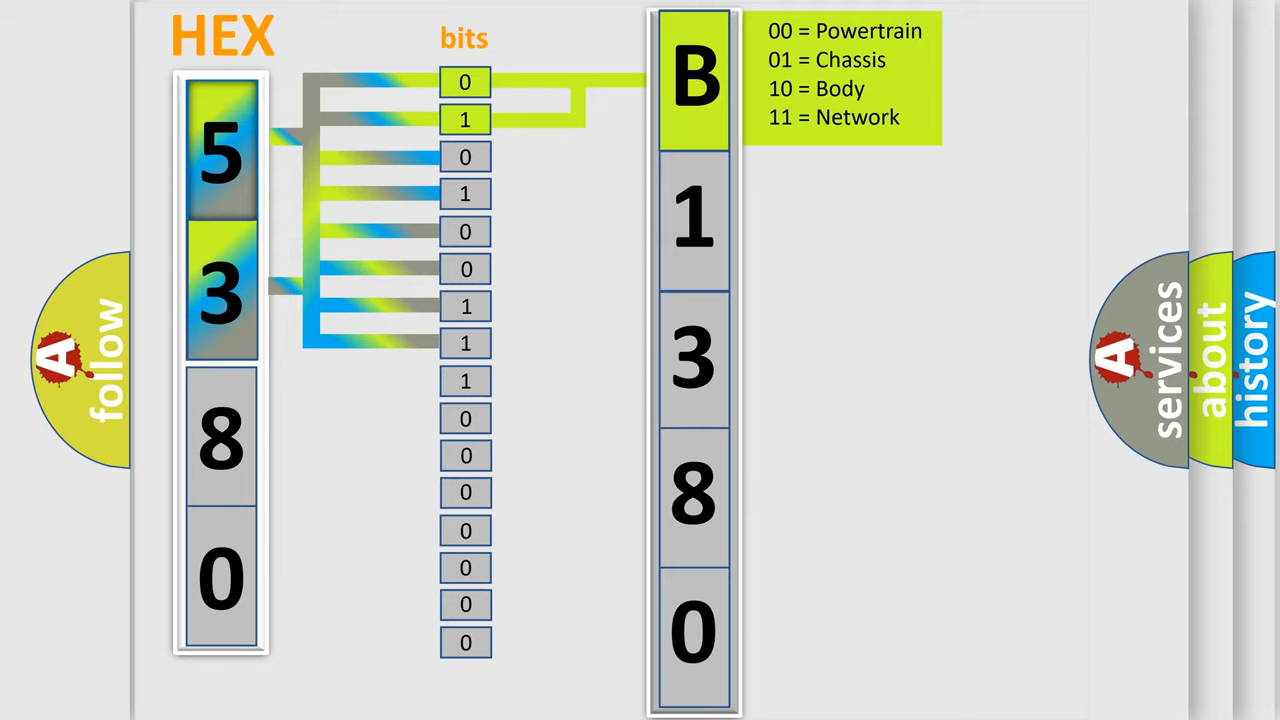 HEX
bits
5
3
8
0
0
1
0
1
0
0
1
1
1
0
0
0
0
0
0
0
B
1
3
8
0
00 = Powertrain
01 = Chassis
10 = Body
11 = Network
A
follow
A
services
about
history